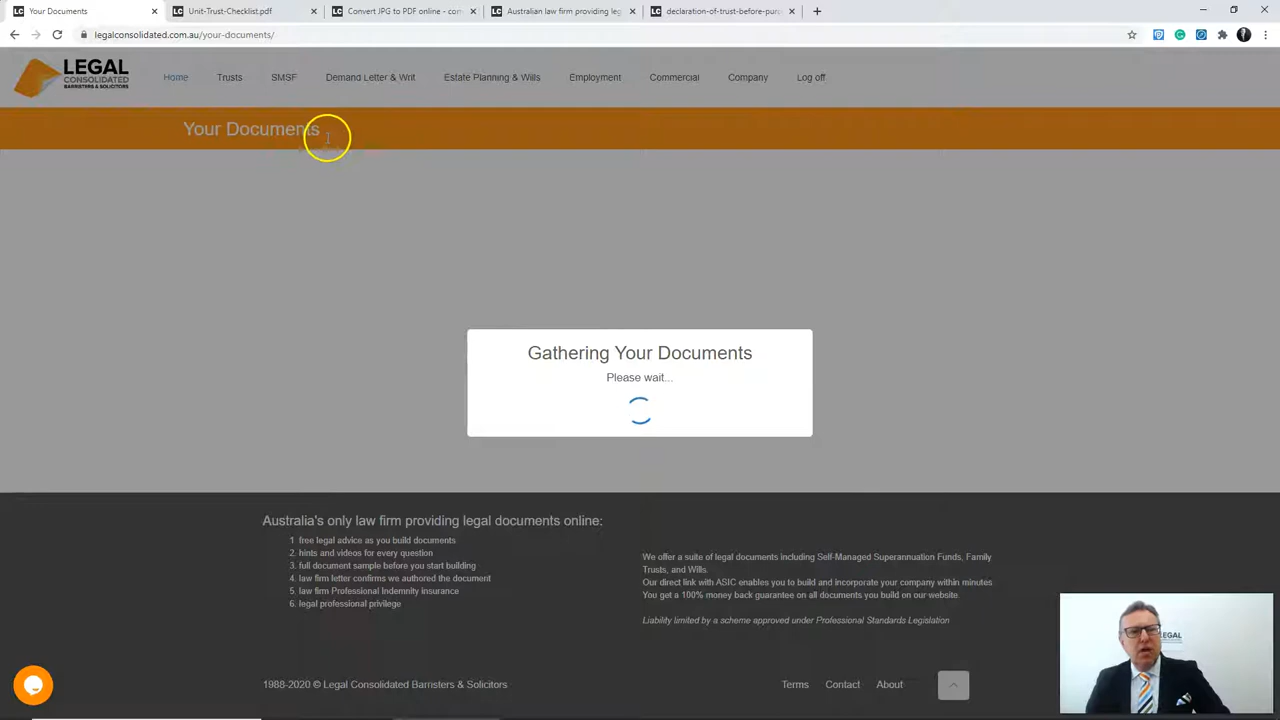 Your Documents
Unit-Trust-Checklist.pdf
Convert JPG to PDF online - con
Australian law firm providing leg
declaration-of-trust-before-purc
legalconsolidated.com.au/your-documents/
LEGAL
CONSOLIDATED
BARRISTERS & SOLICITORS
Home
Trusts
SMSF
Demand Letter & Writ
Estate Planning & Wills
Employment
Commercial
Company
Log off
Your Documents
Gathering Your Documents
Please wait...
Australia's only law firm providing legal documents online:
1 free legal advice as you build documents
2. hints and videos for every question
3. full document sample before you start building
4. law firm letter confirms we authored the document
5. law firm Professional Indemnity insurance
6. legal professional privilege
We offer a suite of legal documents including Self-Managed Superannuation Funds, Family
Trusts, and Wills.
Our direct link with ASIC enables you to build and incorporate your company within minutes
You get a 100% money back guarantee on all documents you build on our website.
Liability limited by a scheme approved under Professional Standards Legislation
LEGAL
1988-2020 © Legal Consolidated Barristers & Solicitors
Terms
Contact
About